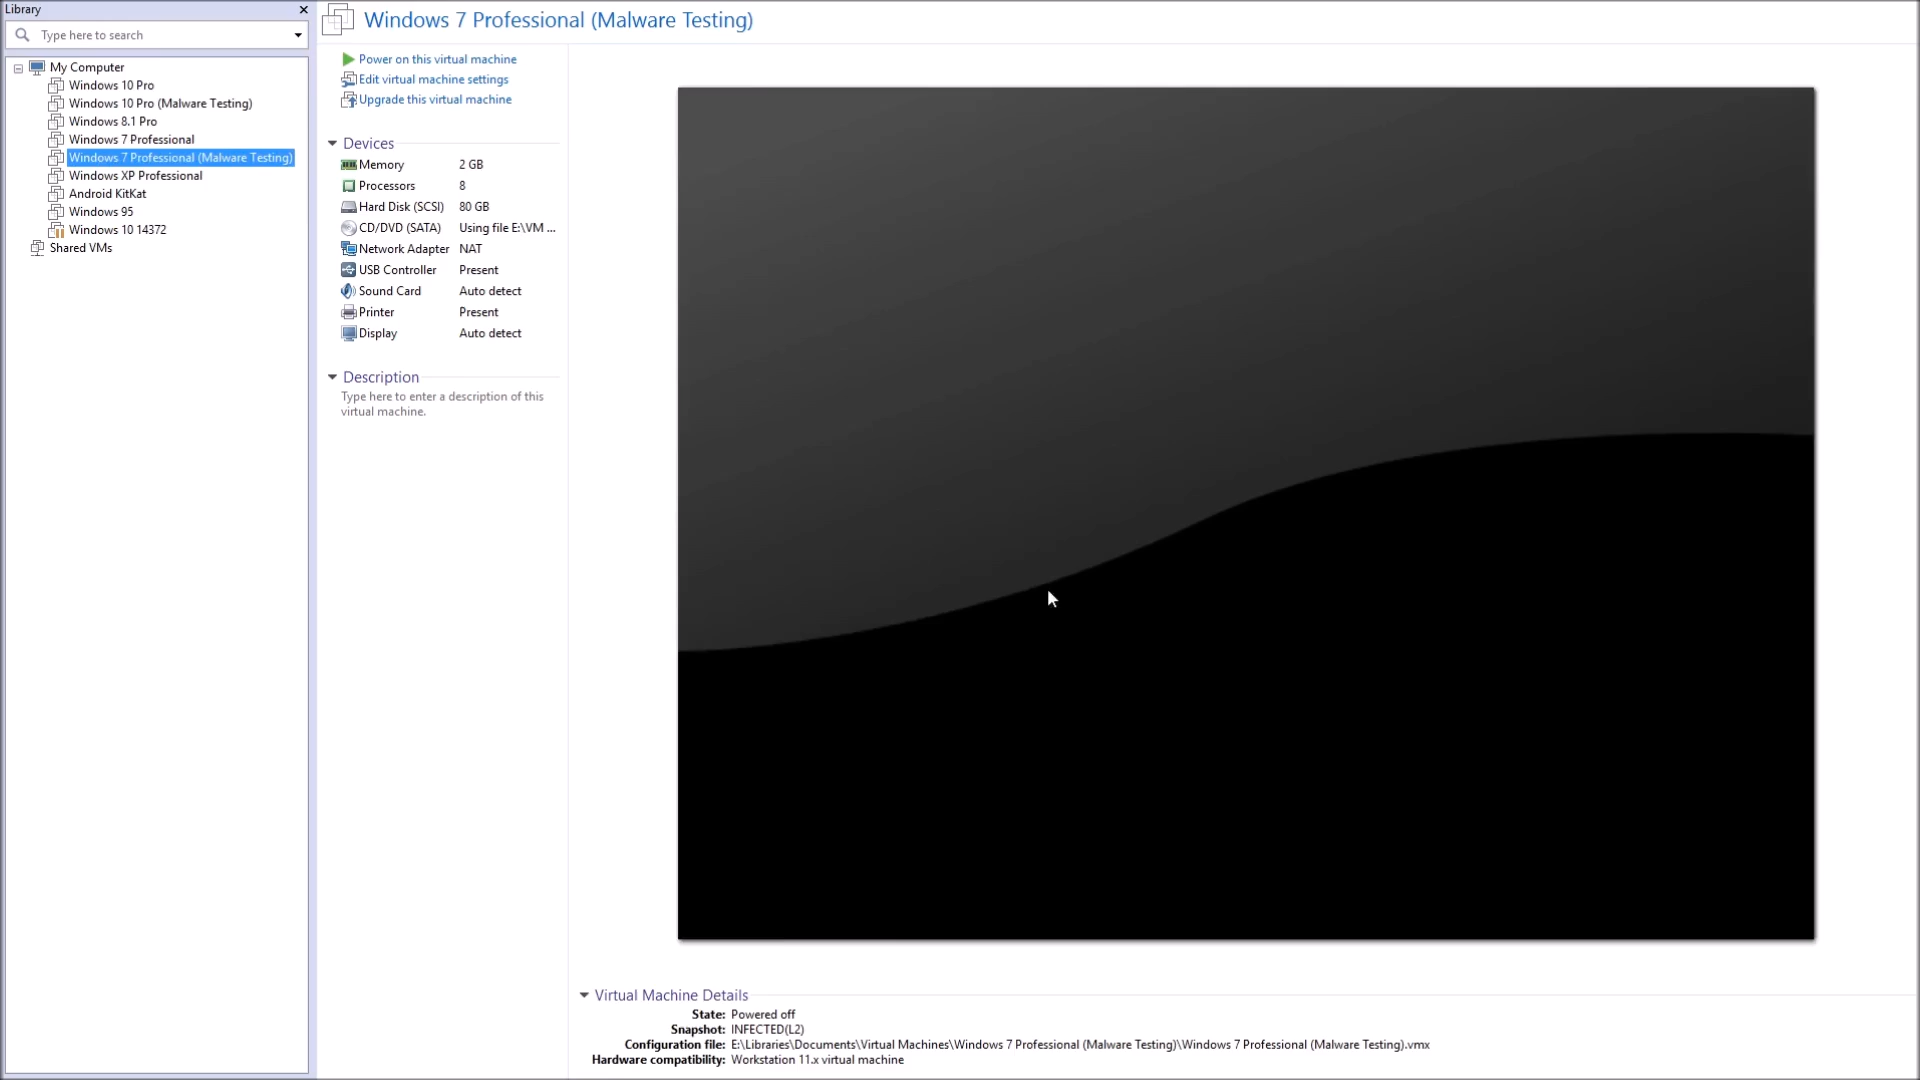 Library
Type here to search
My Computer
Windows 10 Pro
Windows 10 Pro (Malware Testing)
Windows 8.1 Pro
Windows 7 Professional
Windows 7 Professional (Malware Testing)
Windows XP Professional
Android KitKat
Windows 95
Windows 10 14372
Shared VMs
Windows 7 Professional (Malware Testing)
Power on this virtual machine
Edit virtual machine settings
Upgrade this virtual machine
Devices
Memory 2 GB
Processors 8
Hard Disk (SCSI) 80 GB
CD/DVD (SATA) Using file E:\VM ...
Network Adapter NAT
USB Controller Present
Sound Card Auto detect
Printer Present
Display Auto detect
Description
Type here to enter a description of this
virtual machine.
Virtual Machine Details
State: Powered off
Snapshot: INFECTED(L2)
Configuration file: E:\Libraries\Documents\Virtual Machines\Windows 7 Professional (Malware Testing)\Windows 7 Professional (Malware Testing).vmx
Hardware compatibility: Workstation 11.x virtual machine